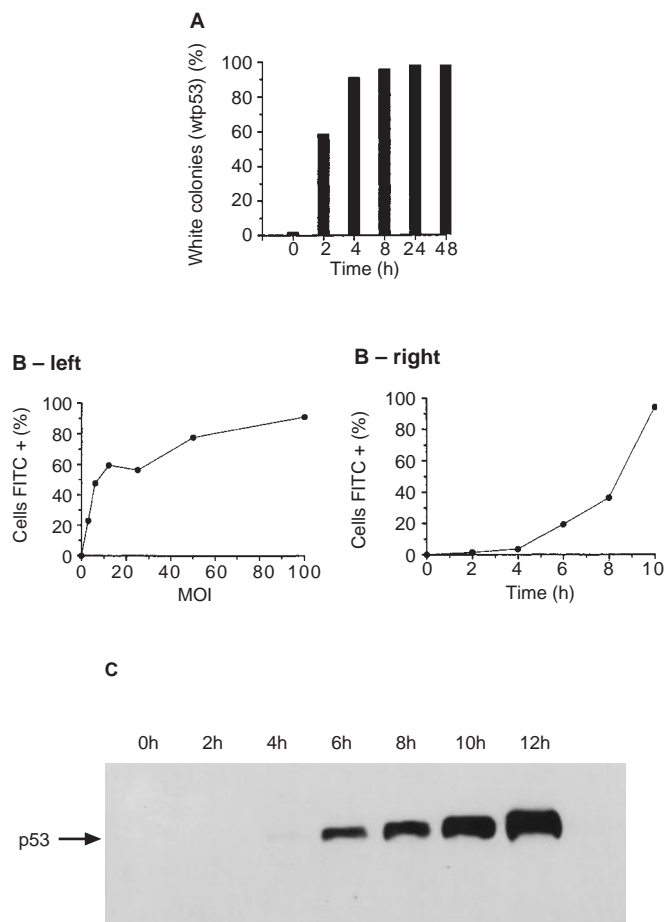 A
White colonies (wtp53) (%)
100
80
60
40
20
0
0 2 4 8 24 48
Time (h)
B – left
Cells FITC + (%)
100
80
60
40
20
0
0 20 40 60 80 100
MOI
B – right
Cells FITC + (%)
100
80
60
40
20
0
0 2 4 6 8 10
Time (h)
C
0h 2h 4h 6h 8h 10h 12h
p53